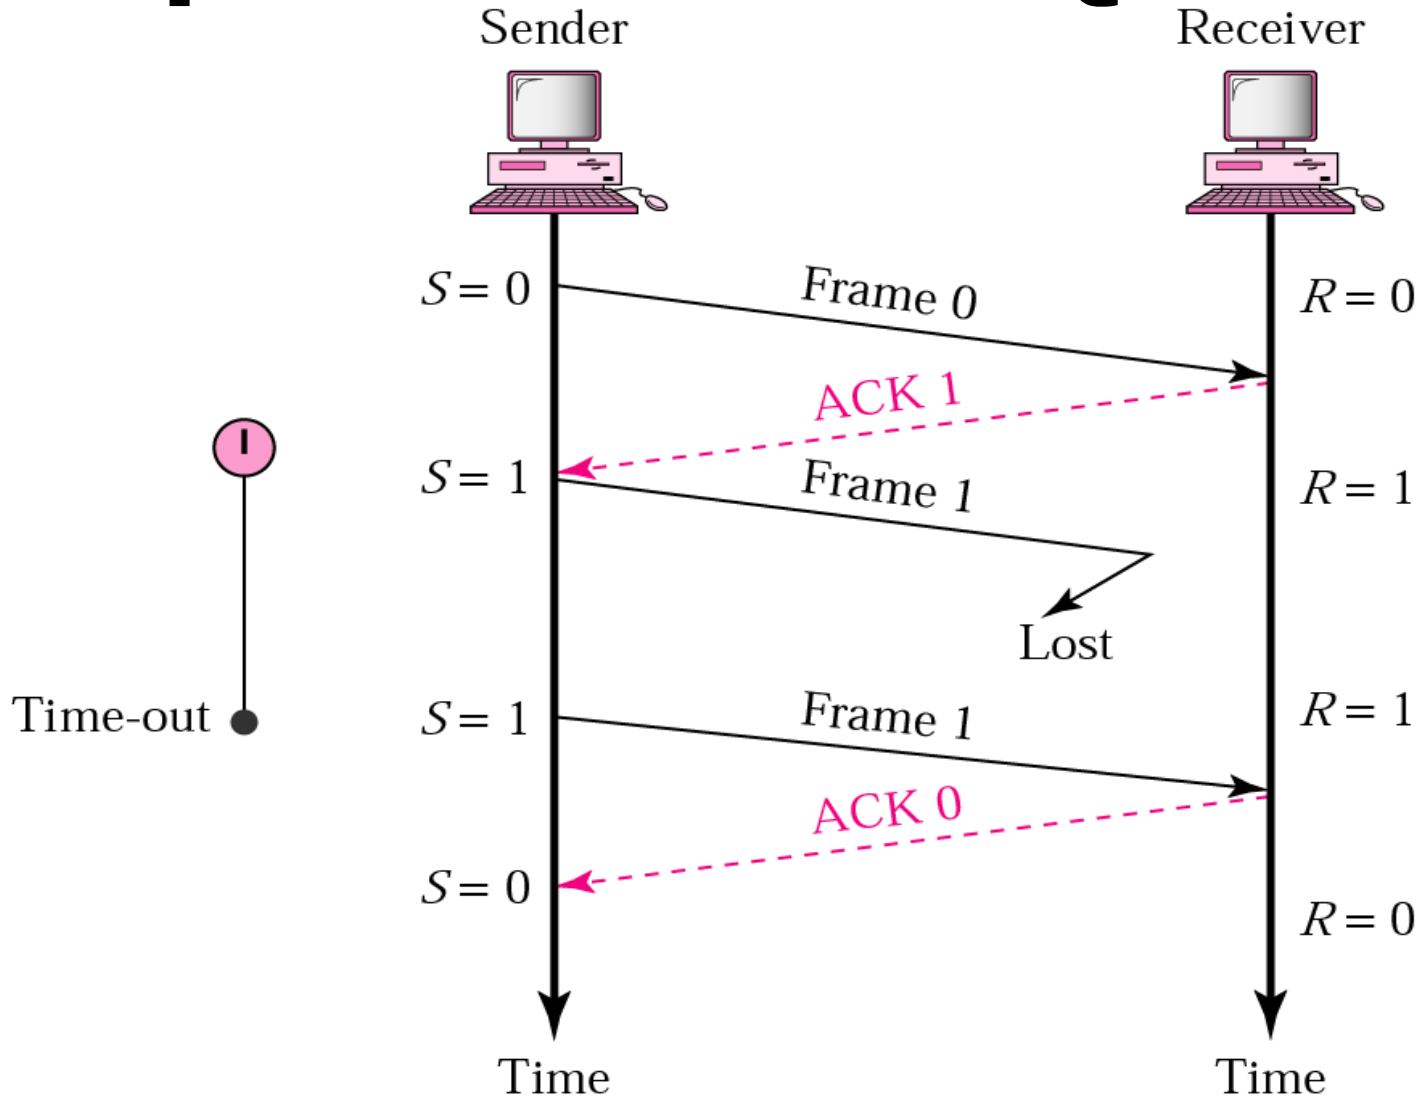 Sender
Receiver
S = 0
Frame 0
R = 0
ACK 1
S = 1
Frame 1
R = 1
Lost
Time-out
S = 1
Frame 1
R = 1
ACK 0
S = 0
R = 0
Time
Time